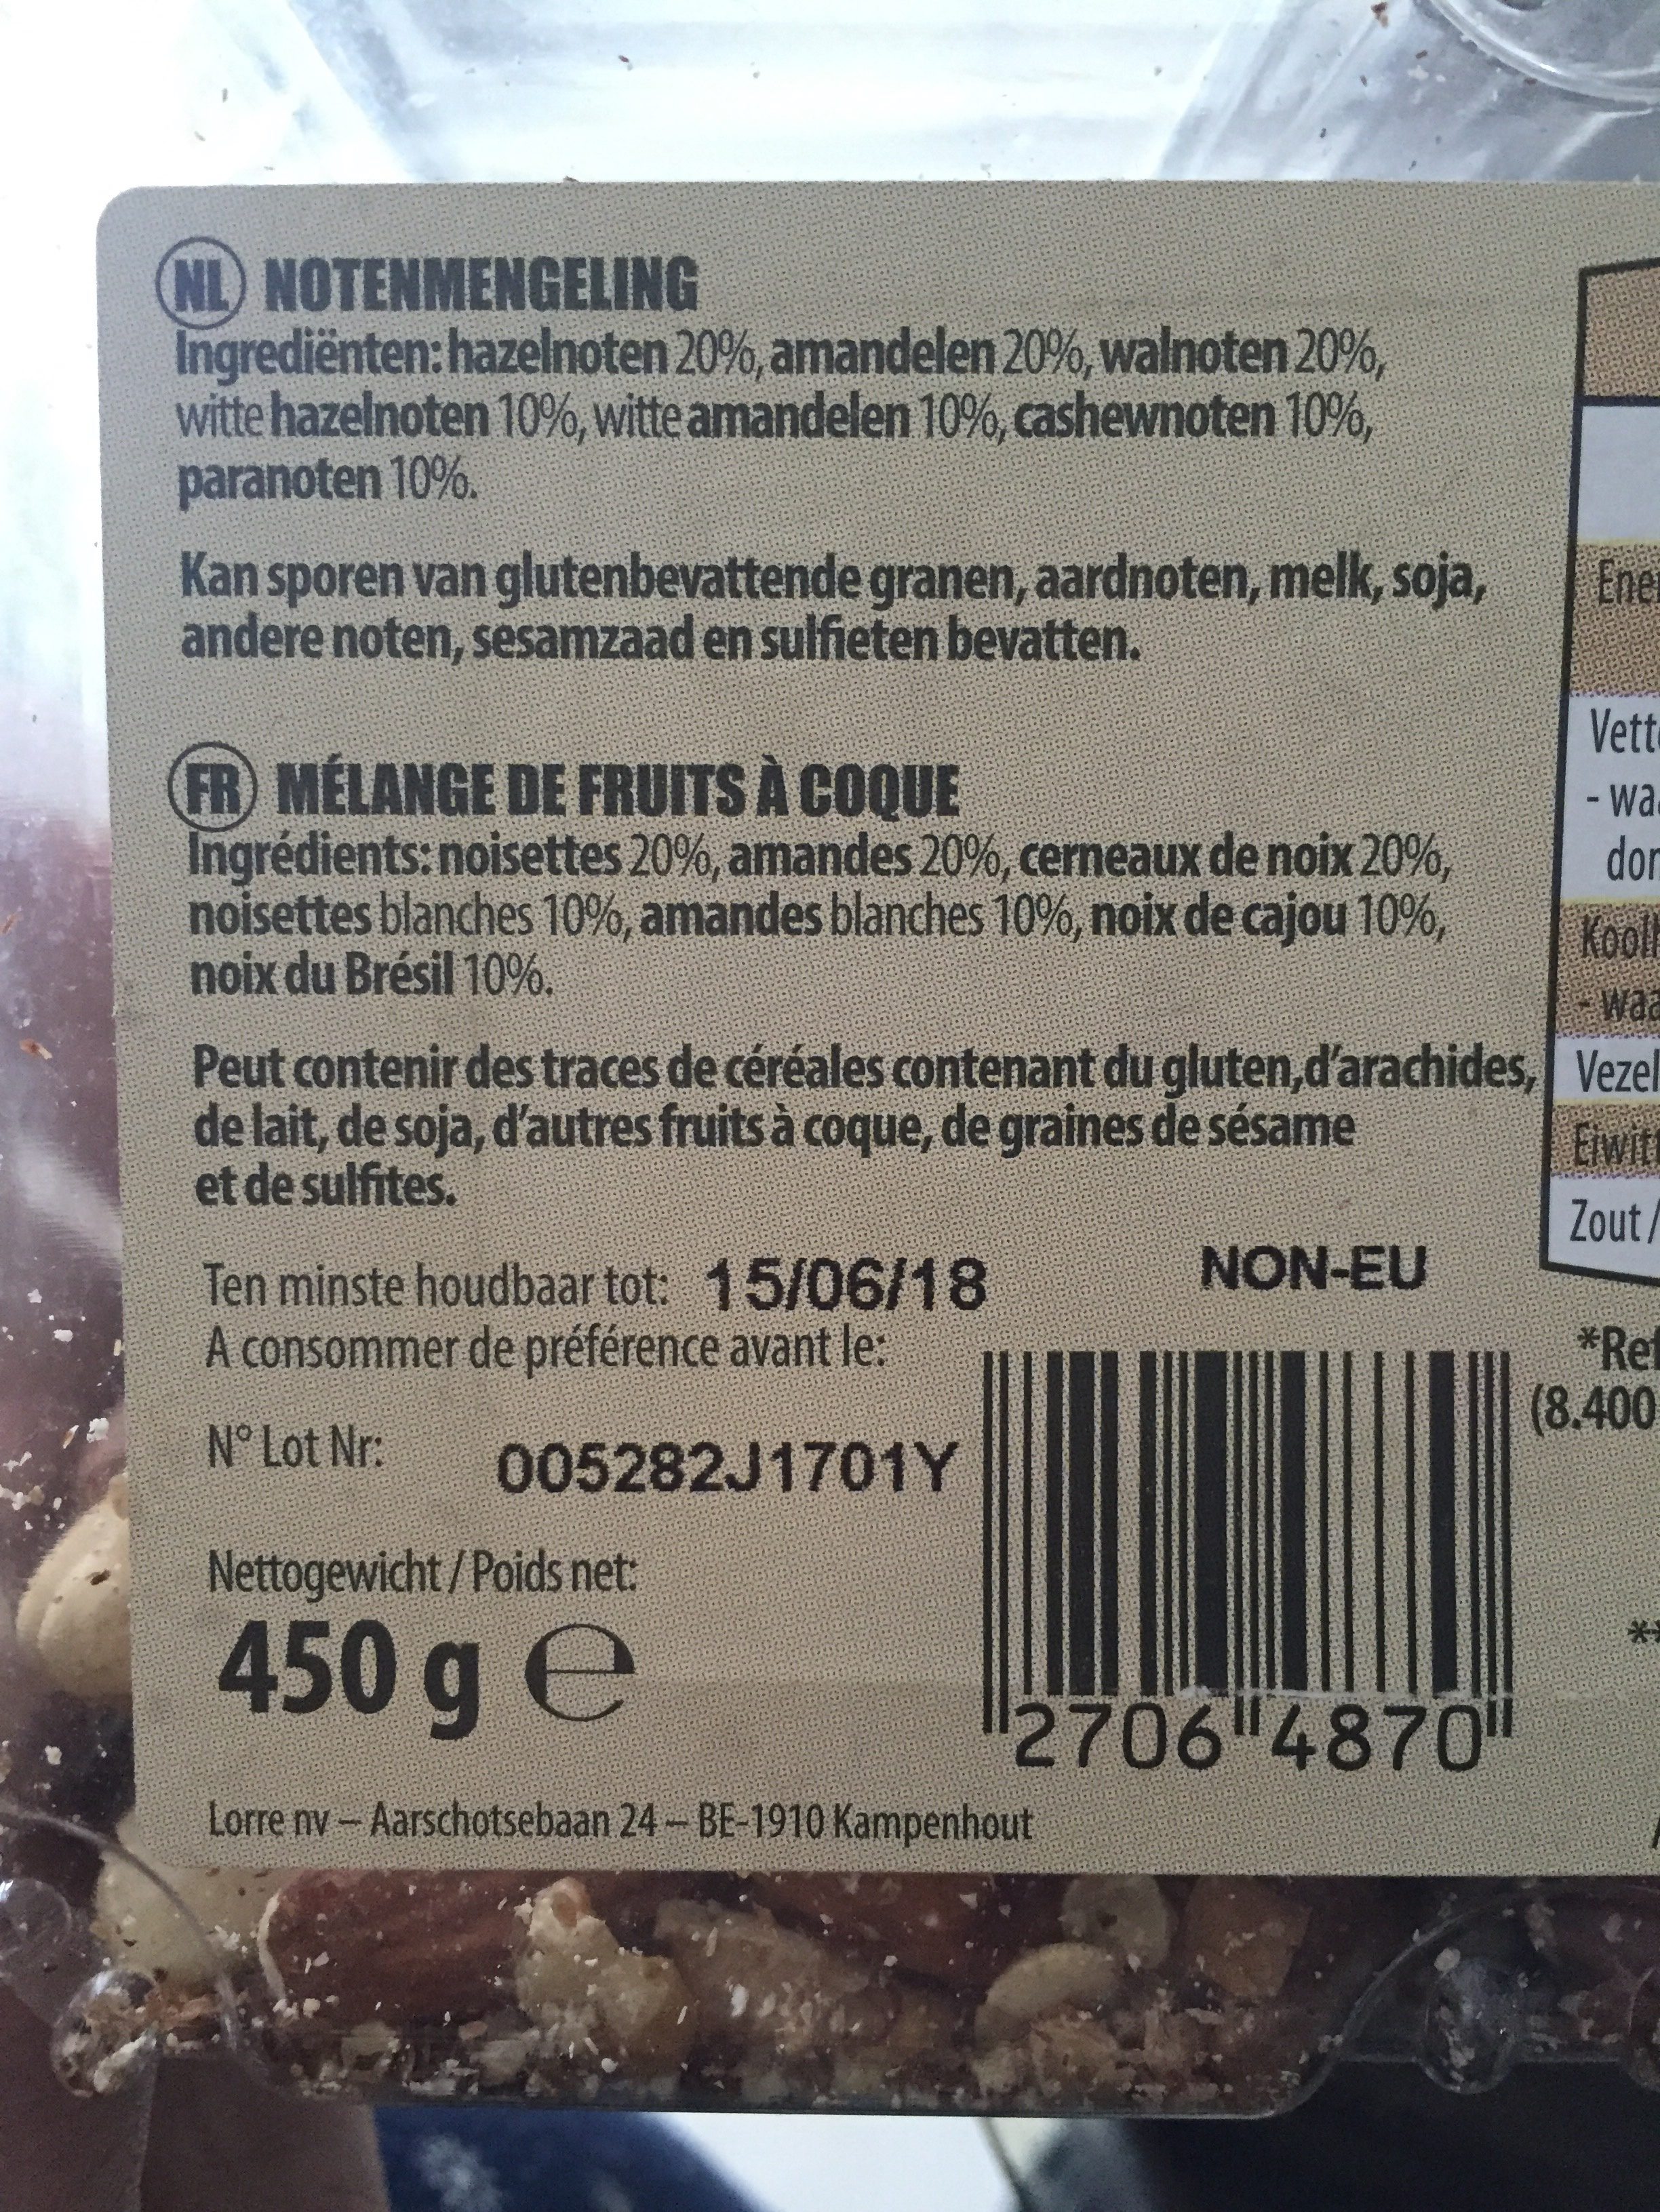 NL NOTENMENGELING
Ingrediënten: hazelnoten 20%, amandelen 20%, walnoten 20%,
witte hazelnoten 10%, witte amandelen 10%, cashewnoten 10%,
paranoten 10%.
Kan sporen van glutenbevattende granen, aardnoten, melk, soja,
andere noten, sesamzaad en sulfieten bevatten.
FR MÉLANGE DE FRUITS À COQUE
Ingrédients: noisettes 20%, amandes 20%, cerneaux de noix 20%,
noisettes blanches 10%, amandes blanches 10%, noix de cajou 10%,
noix du Brésil 10%.
Peut contenir des traces de céréales contenant du gluten,d'arachides,
de lait, de soja, d'autres fruits à coque, de graines de sésame
et de sulfites.
Ten minste houdbaar tot: 15/06/18
A consommer de préférence avant le:
NON-EU
N° Lot Nr: 005282J1701Y
Nettogewicht / Poids net:
450 g e
2706 4870
Lorre nv – Aarschotsebaan 24 – BE-1910 Kampenhout
Zout /
(8.400